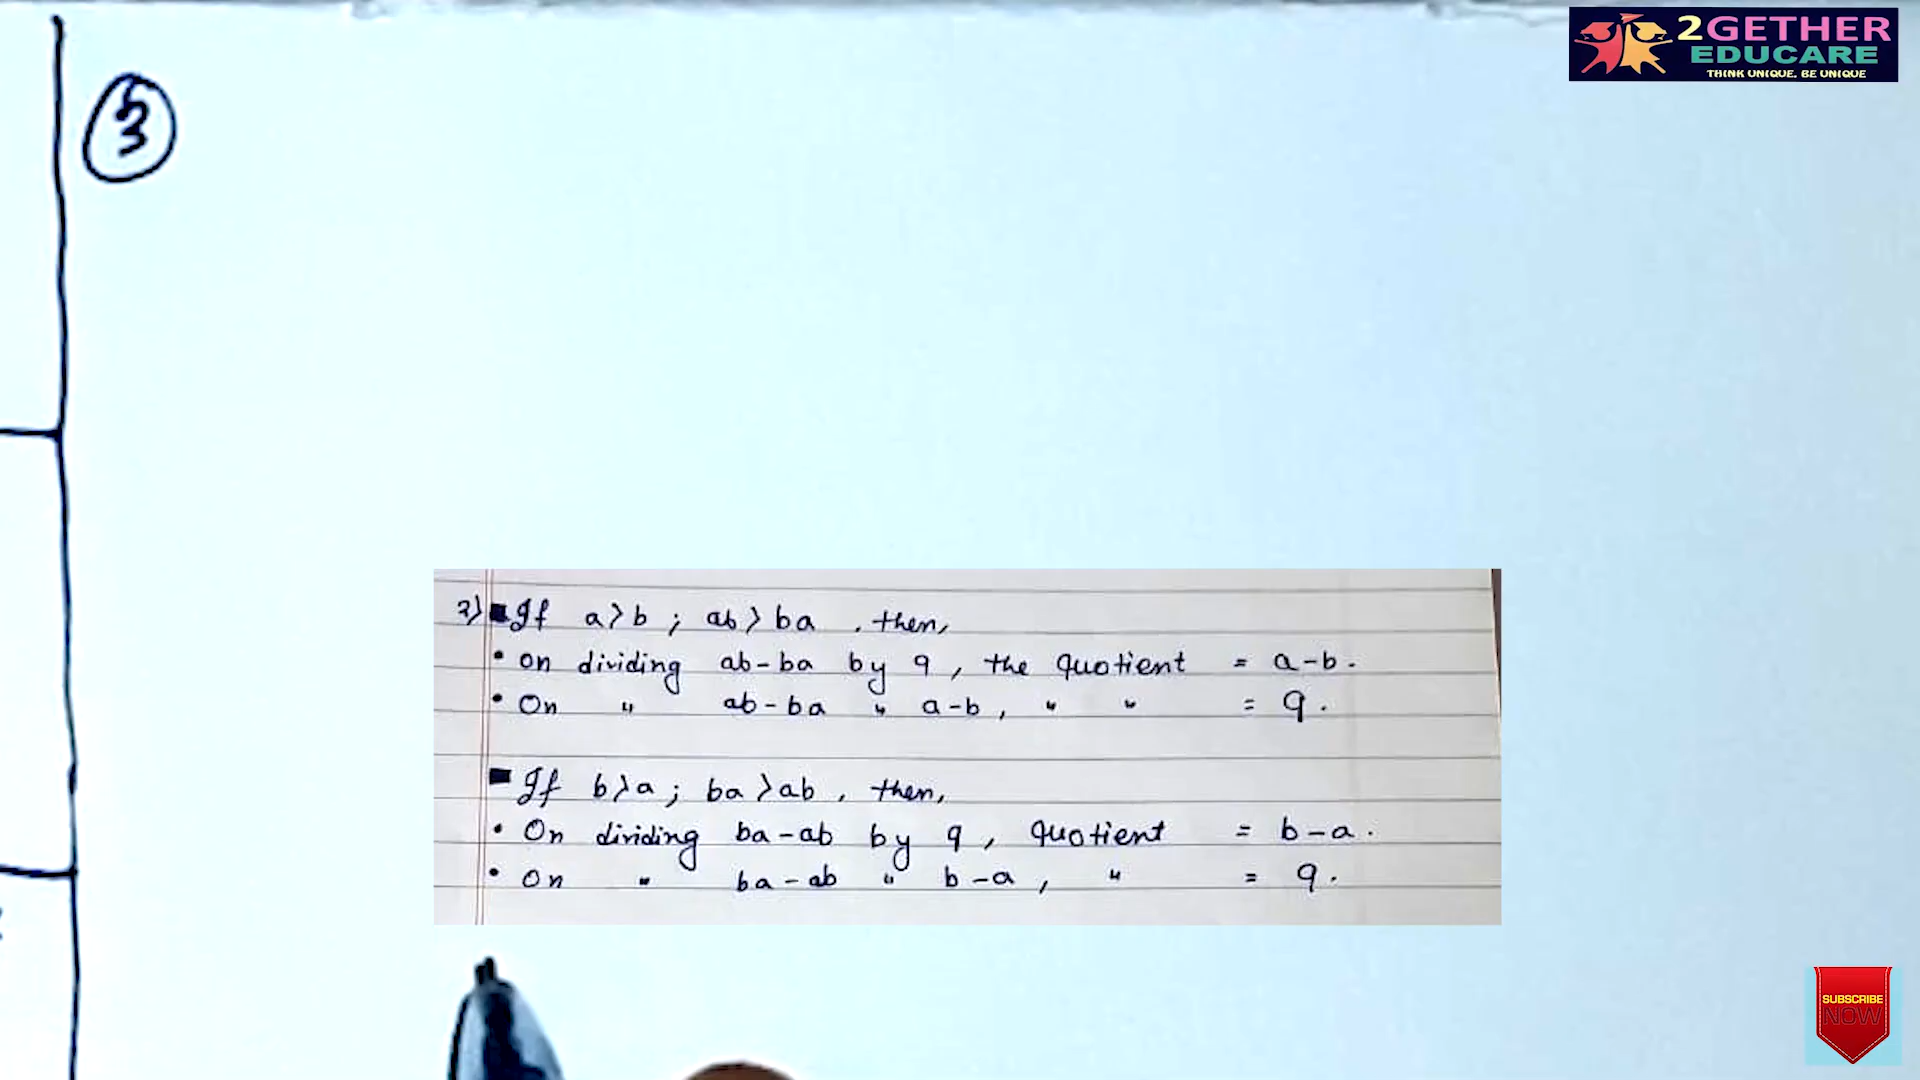 2GETHER
EDUCARE
THINK UNIQUE. BE UNIQUE
3
3) If a>b ; ab>ba , then,
• On dividing ab-ba by 9, the Quotient = a-b.
• On " ab-ba " a-b, " " = 9.
If b>a ; ba>ab , then,
• On dividing ba-ab by 9, Quotient = b-a.
• On " ba-ab " b-a, " = 9.
SUBSCRIBE
NOW